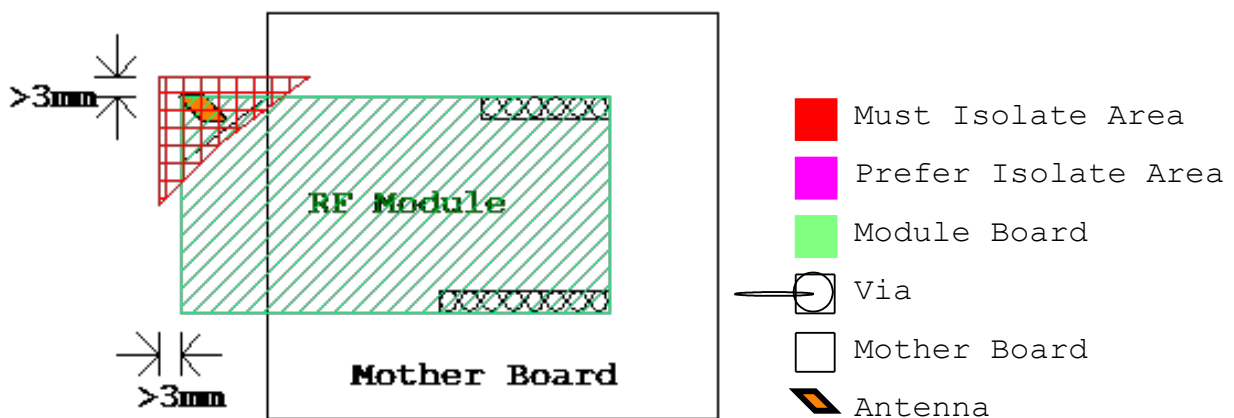 >3mm
RF Module
Mother Board
>3mm
Must Isolate Area
Prefer Isolate Area
Module Board
Via
Mother Board
Antenna